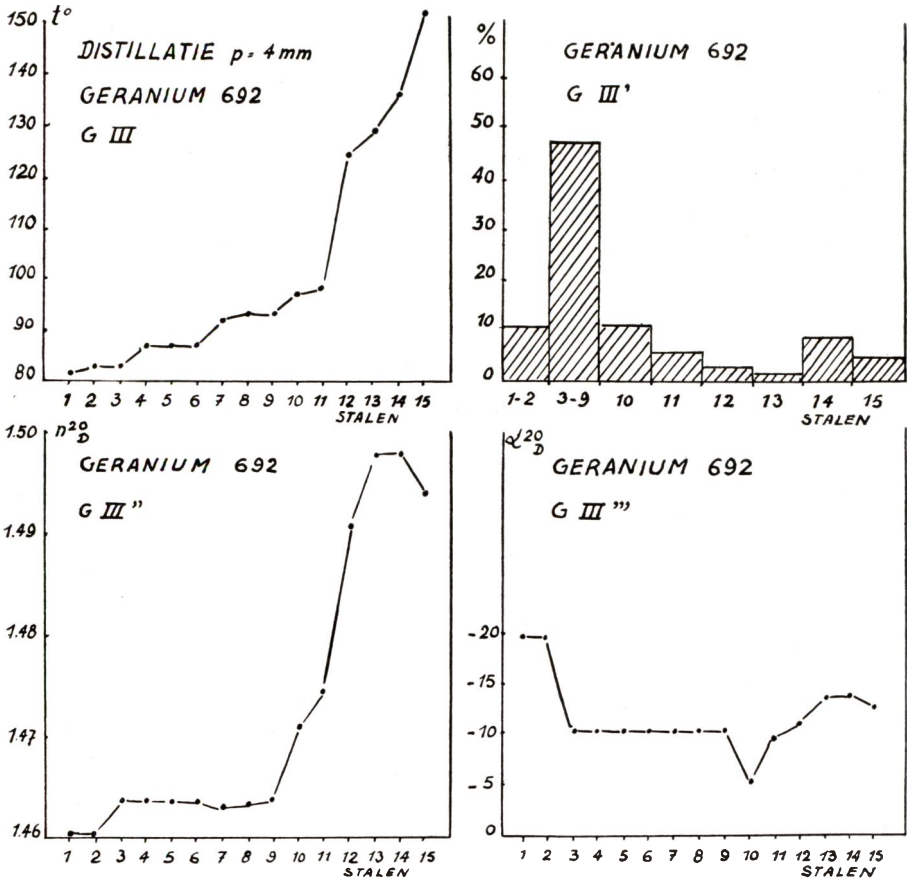 t°
150
140
130
120
110
100
90
80
DISTILLATIE p = 4 mm
GERANIUM 692
G III
1 2 3 4 5 6 7 8 9 10 11 12 13 14 15
STALEN
%
60
50
40
30
20
10
0
GERANIUM 692
G III'
1-2 3-9 10 11 12 13 14 15
STALEN
n20D
1.50
1.49
1.48
1.47
1.46
GERANIUM 692
G III"
1 2 3 4 5 6 7 8 9 10 11 12 13 14 15
STALEN
α20D
-20
-15
-10
-5
0
GERANIUM 692
G III"'
1 2 3 4 5 6 7 8 9 10 11 12 13 14 15
STALEN